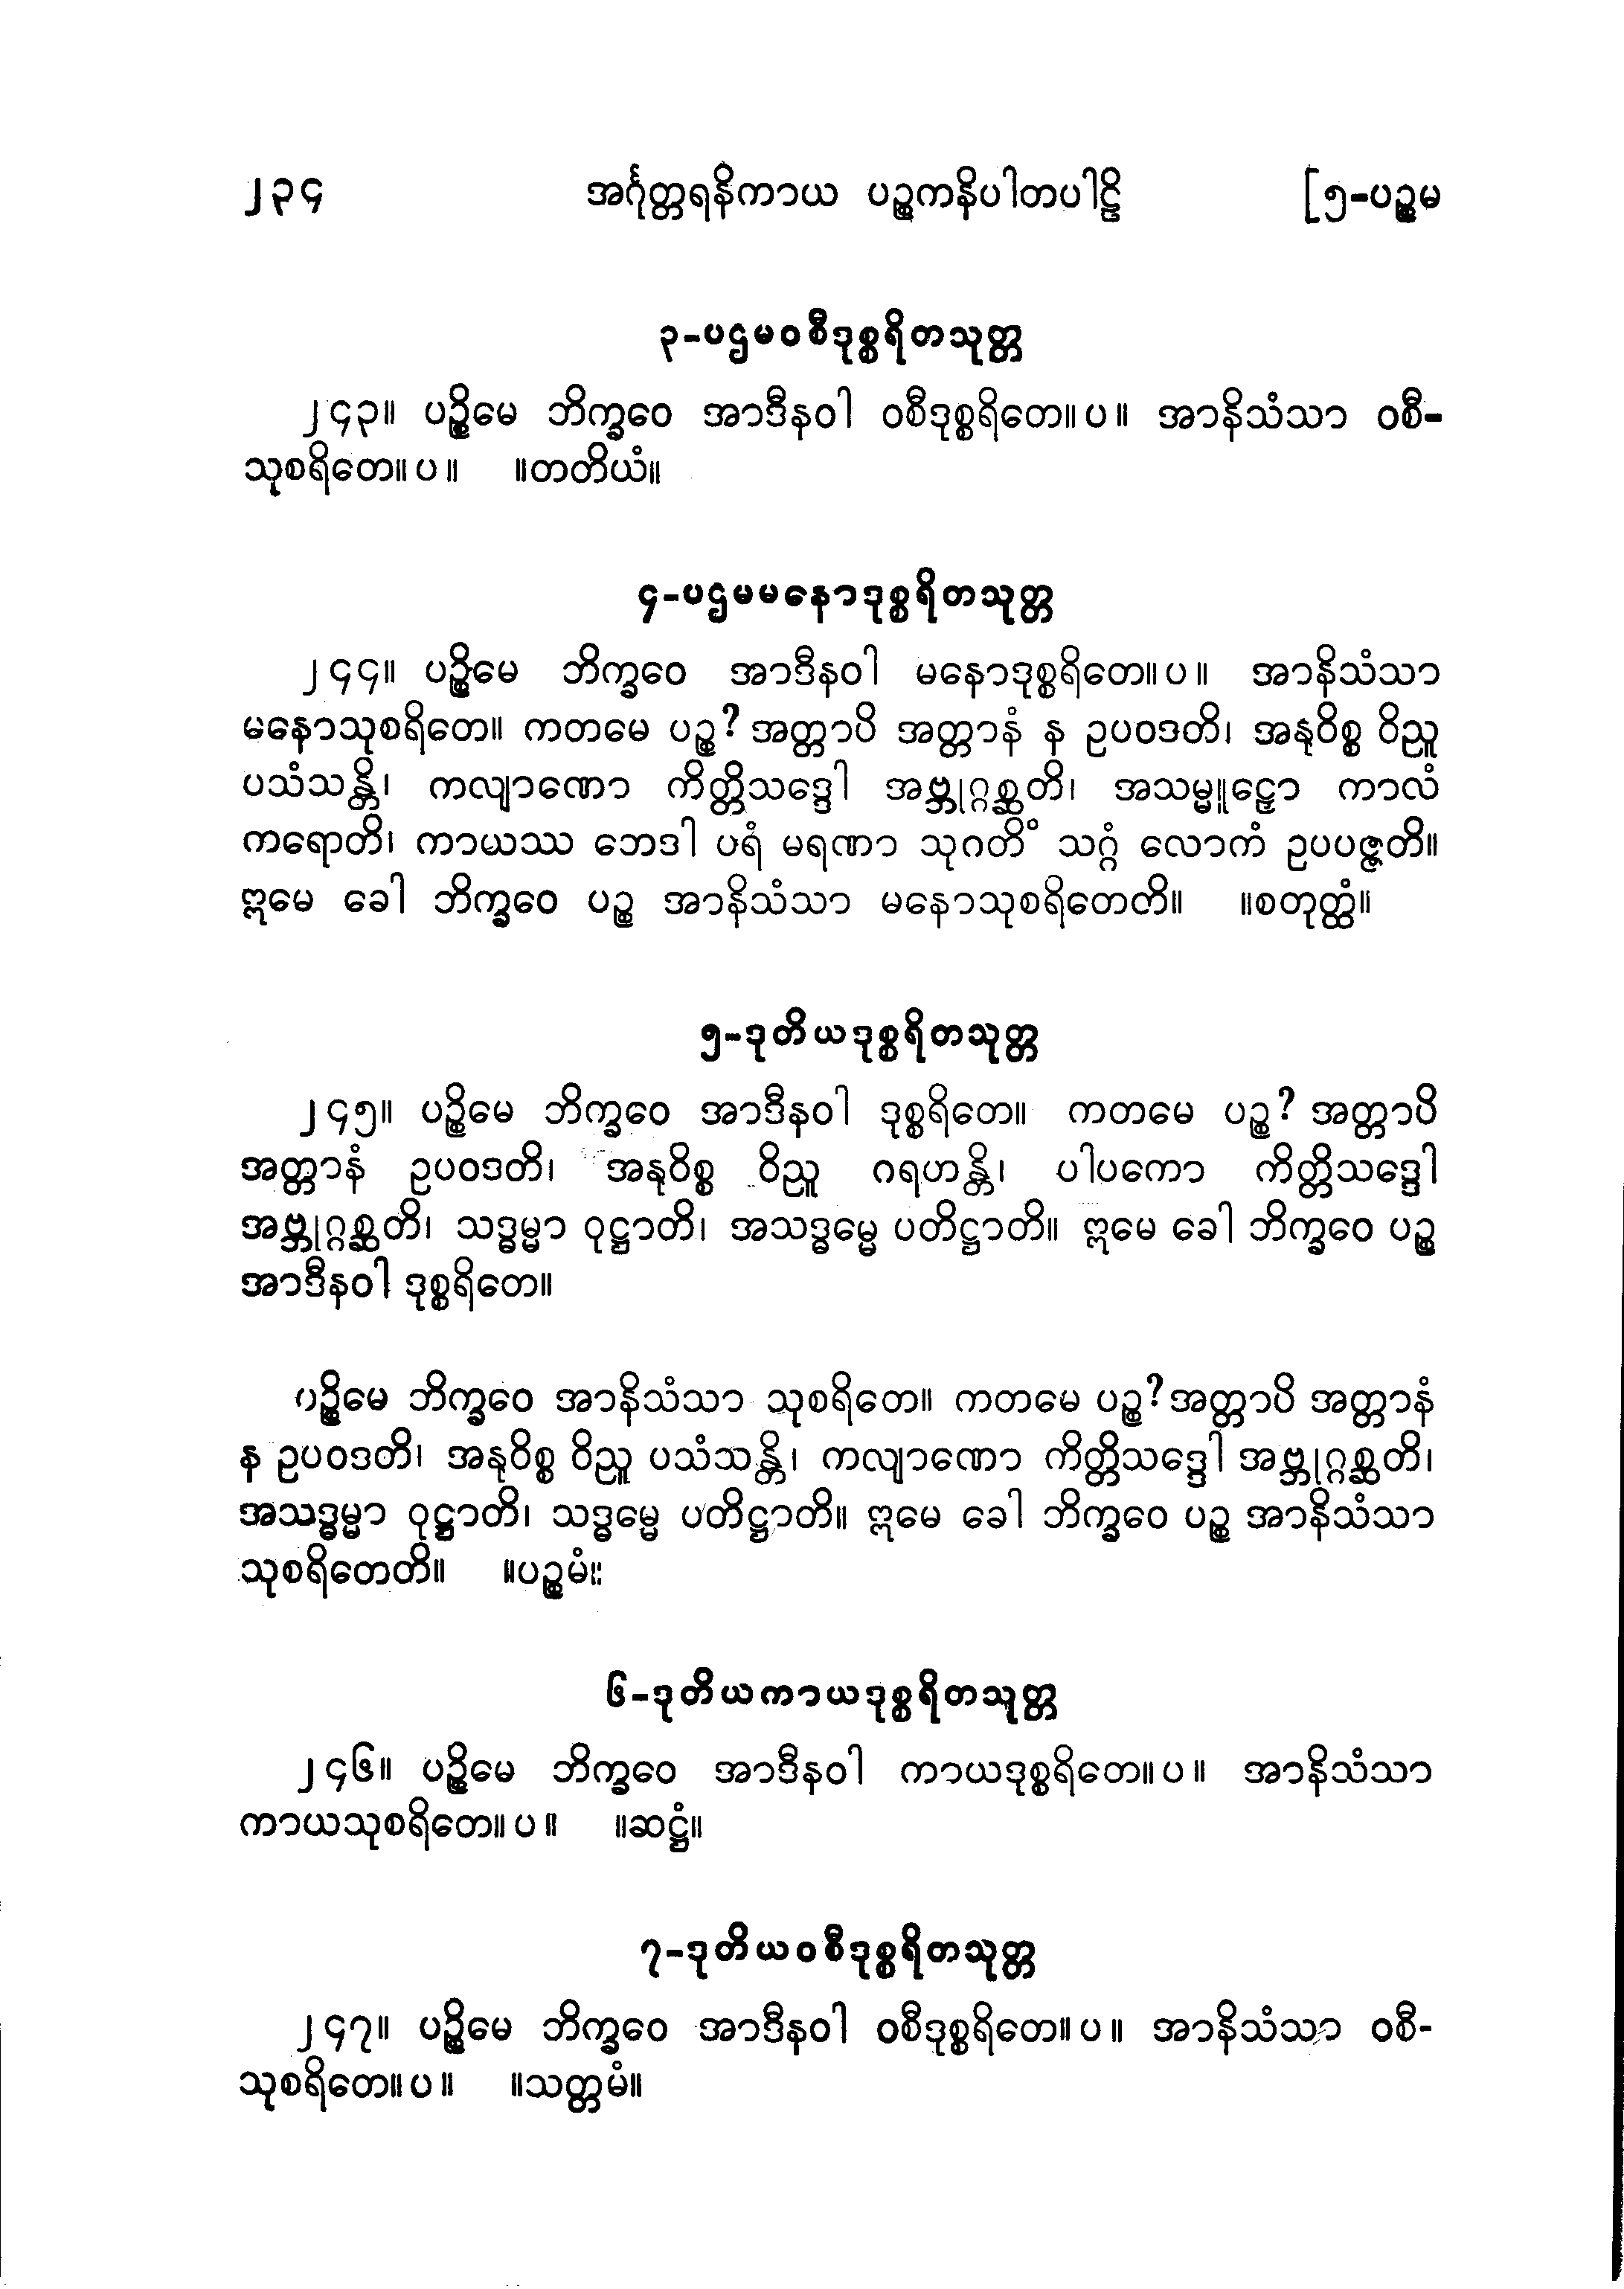 ၂၃၄ အင်္ဂုတ္တရနိကာယ ပဉ္စကနိပါတပါဠိ [၅-ပဉ္စမ
၃-ပဌမဝစီဒုစ္စရိတသုတ္တ
၂၄၃။ ပဉ္စိမေ ဘိက္ခဝေ အာဒီနဝါ ဝစီဒုစ္စရိတေ။ပ။ အာနိသံသာ ဝစီ-
သုစရိတေ။ပ။ ။တတိယံ။
၄-ပဌမမနောဒုစ္စရိတသုတ္တ
၂၄၄။ ပဉ္စိမေ ဘိက္ခဝေ အာဒီနဝါ မနောဒုစ္စရိတေ။ပ။ အာနိသံသာ
မနောသုစရိတေ။ ကတမေ ပဉ္စ? အတ္တာပိ အတ္တာနံ န ဥပဝဒတိ၊ အနုဝိစ္စ ဝိညူ
ပသံသန္တိ၊ ကလျာဏော ကိတ္တိသဒ္ဒေါ အဗ္ဘုဂ္ဂစ္ဆတိ၊ အသမ္မူဠှော ကာလံ
ကရောတိ၊ ကာယဿ ဘေဒါ ပရံ မရဏာ သုဂတိံ သဂ္ဂံ လောကံ ဥပပဇ္ဇတိ။
ဣမေ ခေါ ဘိက္ခဝေ ပဉ္စ အာနိသံသာ မနောသုစရိတေတိ။ ။စတုတ္ထံ။
၅-ဒုတိယဒုစ္စရိတသုတ္တ
၂၄၅။ ပဉ္စိမေ ဘိက္ခဝေ အာဒီနဝါ ဒုစ္စရိတေ။ ကတမေ ပဉ္စ? အတ္တာပိ
အတ္တာနံ ဥပဝဒတိ၊ အနုဝိစ္စ ဝိညူ ဂရဟန္တိ၊ ပါပကော ကိတ္တိသဒ္ဒေါ
အဗ္ဘုဂ္ဂစ္ဆတိ၊ သဒ္ဓမ္မာ ဝုဋ္ဌာတိ၊ အသဒ္ဓမ္မေ ပတိဋ္ဌာတိ။ ဣမေ ခေါ ဘိက္ခဝေ ပဉ္စ
အာဒီနဝါ ဒုစ္စရိတေ။
ပဉ္စိမေ ဘိက္ခဝေ အာနိသံသာ သုစရိတေ။ ကတမေ ပဉ္စ? အတ္တာပိ အတ္တာနံ
န ဥပဝဒတိ၊ အနုဝိစ္စ ဝိညူ ပသံသန္တိ၊ ကလျာဏော ကိတ္တိသဒ္ဒေါ အဗ္ဘုဂ္ဂစ္ဆတိ၊
အသဒ္ဓမ္မာ ဝုဋ္ဌာတိ၊ သဒ္ဓမ္မေ ပတိဋ္ဌာတိ။ ဣမေ ခေါ ဘိက္ခဝေ ပဉ္စ အာနိသံသာ
သုစရိတေတိ။ ။ပဉ္စမံ။
၆-ဒုတိယကာယဒုစ္စရိတသုတ္တ
၂၄၆။ ပဉ္စိမေ ဘိက္ခဝေ အာဒီနဝါ ကာယဒုစ္စရိတေ။ပ။ အာနိသံသာ
ကာယသုစရိတေ။ပ။ ။ဆဋ္ဌံ။
၇-ဒုတိယဝစီဒုစ္စရိတသုတ္တ
၂၄၇။ ပဉ္စိမေ ဘိက္ခဝေ အာဒီနဝါ ဝစီဒုစ္စရိတေ။ပ။ အာနိသံသာ ဝစီ-
သုစရိတေ။ပ။ ။သတ္တမံ။